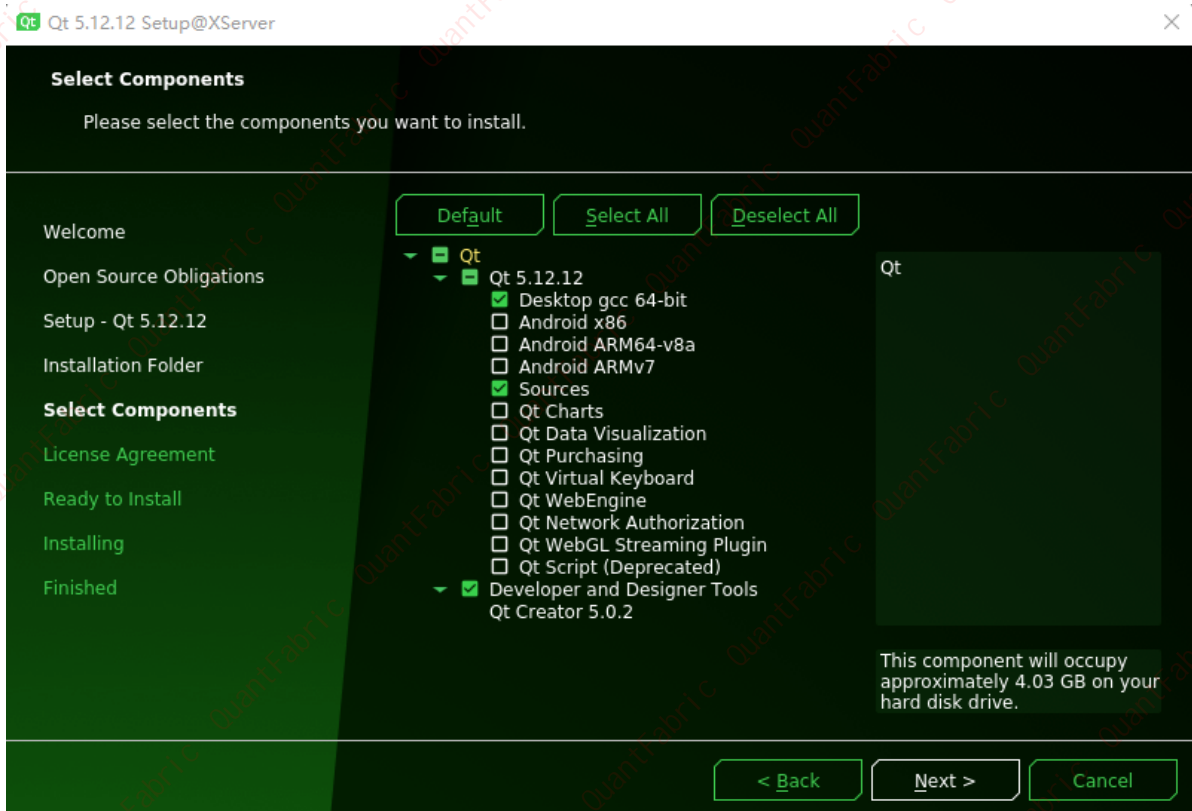 Qt Qt 5.12.12 Setup@XServer
Select Components
Please select the components you want to install.
Welcome
Open Source Obligations
Setup - Qt 5.12.12
Installation Folder
Select Components
License Agreement
Ready to Install
Installing
Finished
Default Select All Deselect All
Qt
Qt 5.12.12
Desktop gcc 64-bit
Android x86
Android ARM64-v8a
Android ARMv7
Sources
Qt Charts
Qt Data Visualization
Qt Purchasing
Qt Virtual Keyboard
Qt WebEngine
Qt Network Authorization
Qt WebGL Streaming Plugin
Qt Script (Deprecated)
Developer and Designer Tools
Qt Creator 5.0.2
Qt
This component will occupy
approximately 4.03 GB on your
hard disk drive.
< Back Next > Cancel
QuantFabric